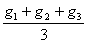 g₁ + g₂ + g₃
3